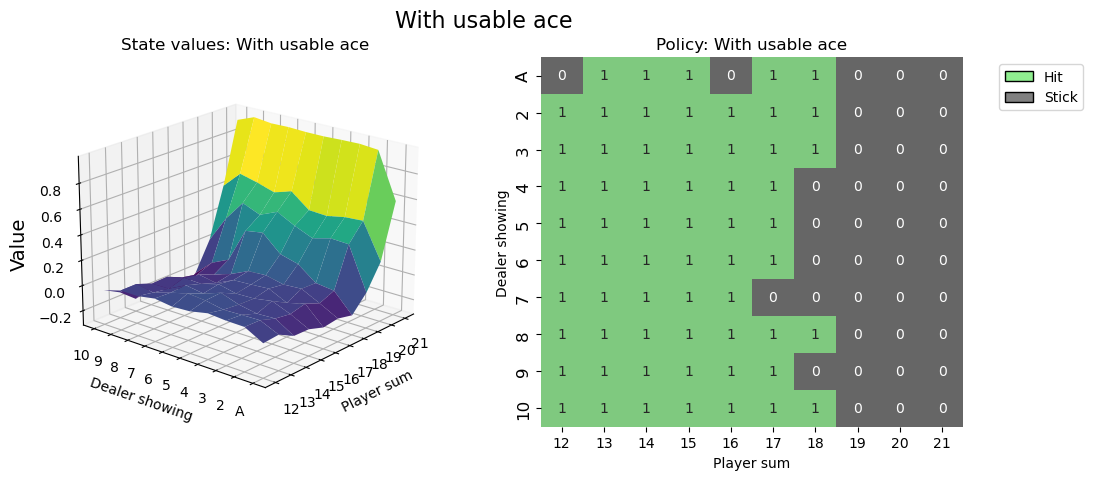 With usable ace
State values: With usable ace
Value
0.8
0.6
0.4
0.2
0.0
−0.2
10 9 8 7 6 5 4 3 2 A
Dealer showing
12 13 14 15 16 17 18 19 20 21
Player sum
Policy: With usable ace
Dealer showing
A 0 1 1 1 0 1 1 0 0 0
2 1 1 1 1 1 1 1 0 0 0
3 1 1 1 1 1 1 1 0 0 0
4 1 1 1 1 1 1 0 0 0 0
5 1 1 1 1 1 1 0 0 0 0
6 1 1 1 1 1 1 0 0 0 0
7 1 1 1 1 1 0 0 0 0 0
8 1 1 1 1 1 1 1 0 0 0
9 1 1 1 1 1 1 0 0 0 0
10 1 1 1 1 1 1 1 0 0 0
12 13 14 15 16 17 18 19 20 21
Player sum
Hit
Stick